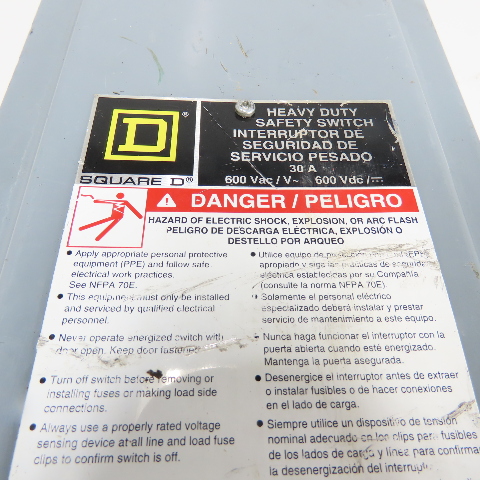 D
SQUARE D
HEAVY DUTY
SAFETY SWITCH
INTERRUPTOR DE
SEGURIDAD DE
SERVICIO PESADO
30 A
600 Vac / V~ 600 Vdc / ⎓
DANGER / PELIGRO
HAZARD OF ELECTRIC SHOCK, EXPLOSION, OR ARC FLASH
PELIGRO DE DESCARGA ELÉCTRICA, EXPLOSIÓN O
DESTELLO POR ARQUEO
• Apply appropriate personal protective
equipment (PPE) and follow safe
electrical work practices.
See NFPA 70E.
• This equipment must only be installed
and serviced by qualified electrical
personnel.
• Never operate energized switch with
door open. Keep door fastened.
• Turn off switch before removing or
installing fuses or making load side
connections.
• Always use a properly rated voltage
sensing device at all line and load fuse
clips to confirm switch is off.
• Utilice equipo de
apropiado y siga las prácticas de
eléctrica establecidas por su Compañía
(consulte la norma NFPA 70E).
• Solamente el personal eléctrico
especializado deberá instalar y prestar
servicio de mantenimiento a este equipo.
• Nunca haga funcionar el interruptor con la
puerta abierta cuando esté energizado.
Mantenga la puerta asegurada.
• Desenergice el interruptor antes de extraer
o instalar fusibles o de hacer conexiones
en el lado de carga.
• Siempre utilice un dispositivo de tensión
nominal adecuado en los clips para fusibles
de los lados de carga y línea para confirma
la desenergización del